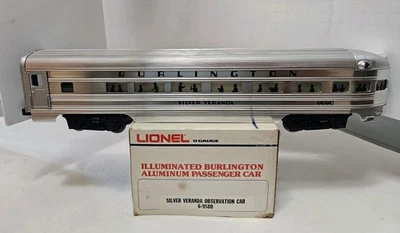 BURLINGTON
SILVER VERANDA
LIONEL O GAUGE
ILLUMINATED BURLINGTON
ALUMINUM PASSENGER CAR
SILVER VERANDA OBSERVATION CAR
6-9580